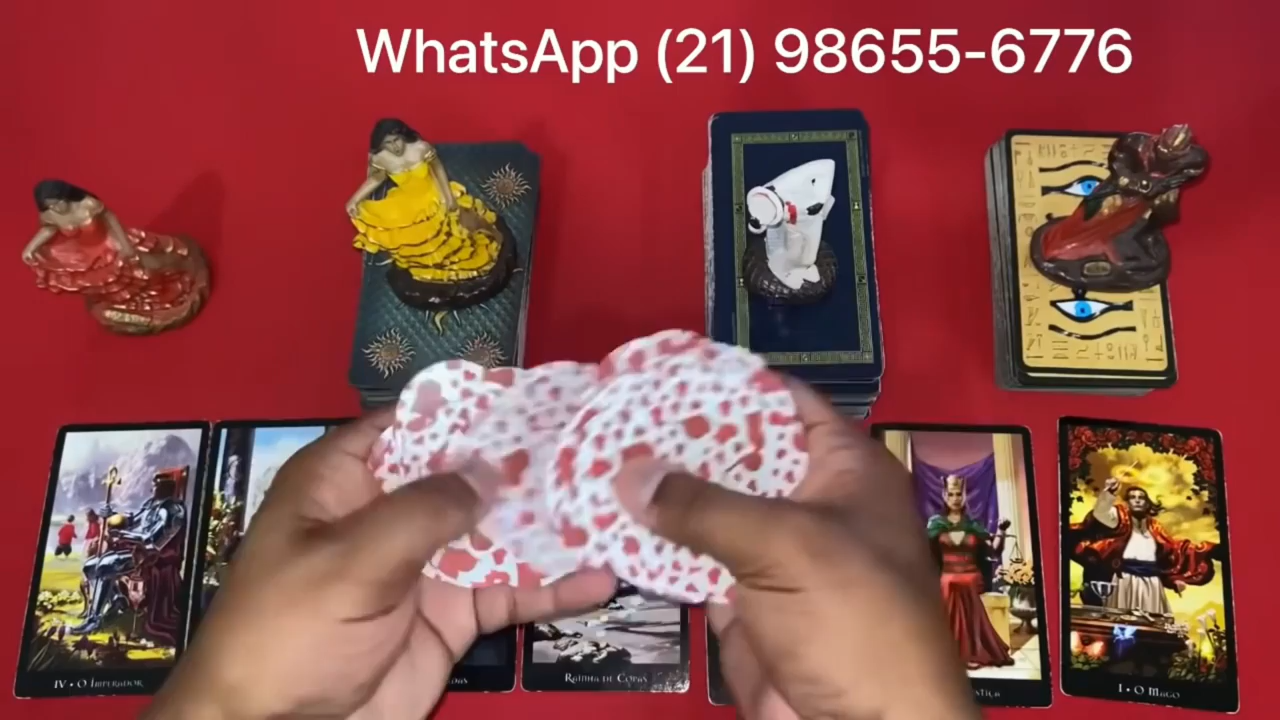 WhatsApp (21) 98655-6776
IV • O Imperador
Rainha de Copas
I • O Mago